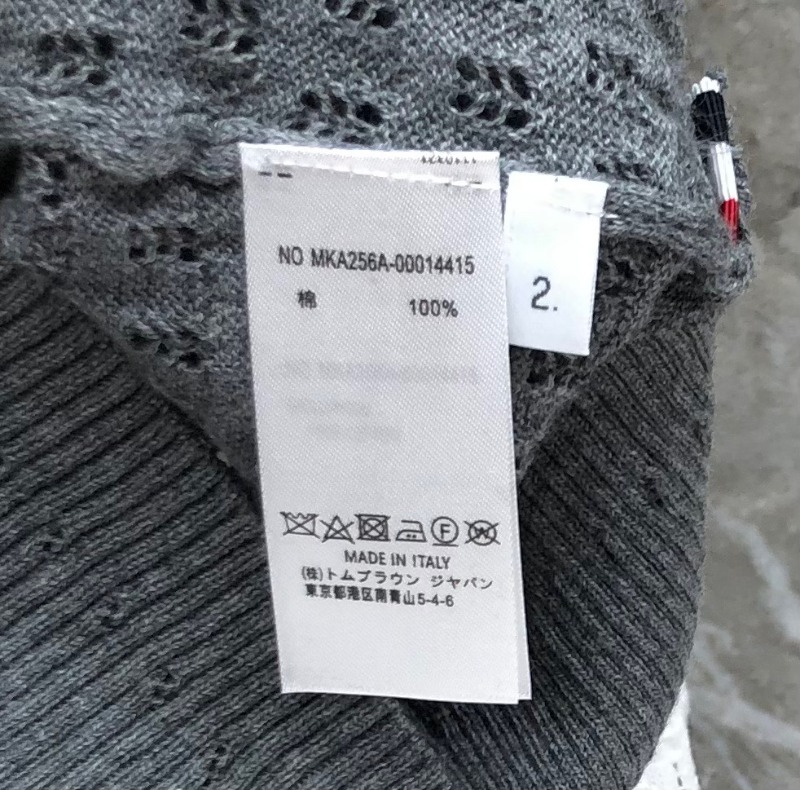 NO MKA256A-00014415
棉 100%
2.
F W
MADE IN ITALY
(株)トムブラウン ジャパン
東京都港区南青山5-4-6